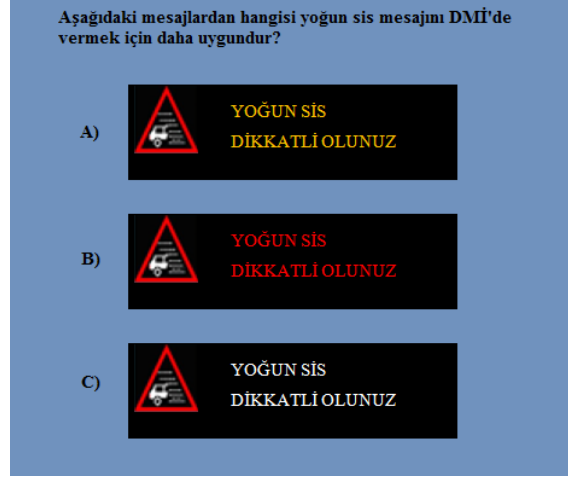 Aşağıdaki mesajlardan hangisi yoğun sis mesajını DMİ'de
vermek için daha uygundur?
A)
YOĞUN SİS
DİKKATLİ OLUNUZ
B)
YOĞUN SİS
DİKKATLİ OLUNUZ
C)
YOĞUN SİS
DİKKATLİ OLUNUZ